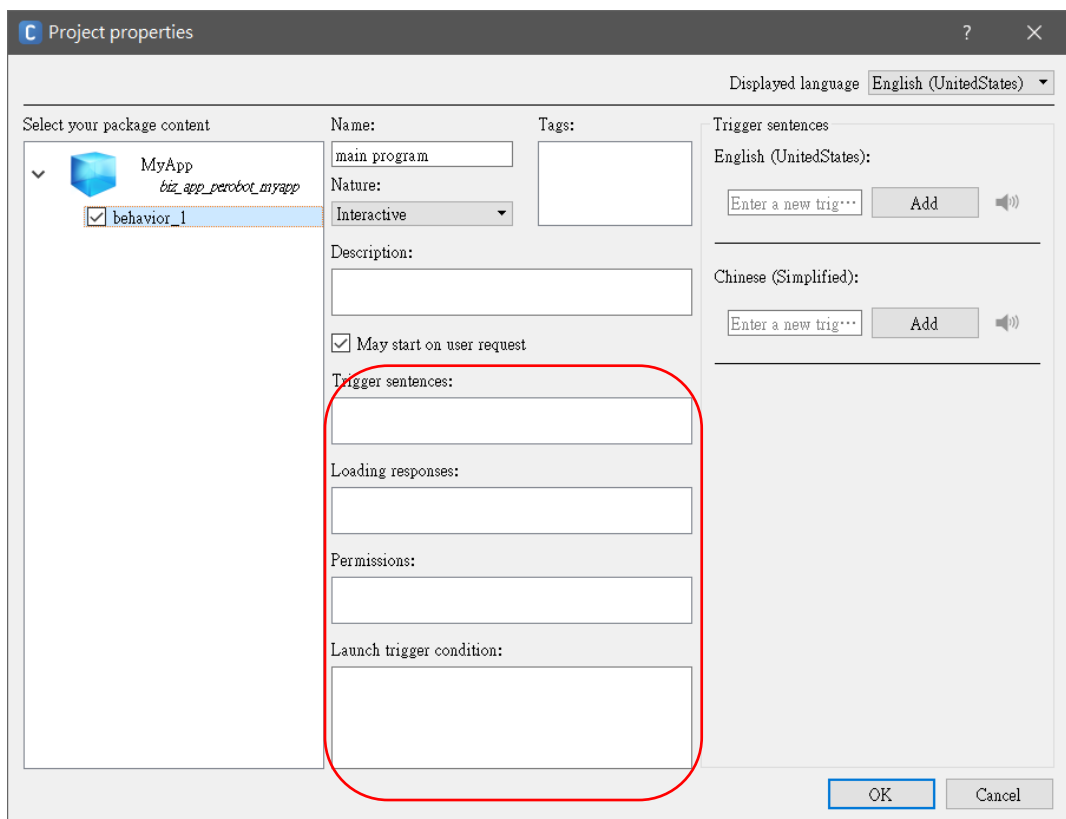 C Project properties ? ×
Displayed language English (UnitedStates)
Select your package content
MyApp
biz_app_perobot_myapp
behavior_1
Name:
main program
Nature:
Interactive
Tags:
Description:
May start on user request
Trigger sentences:
Loading responses:
Permissions:
Launch trigger condition:
Trigger sentences
English (UnitedStates):
Enter a new trig··· Add
Chinese (Simplified):
Enter a new trig··· Add
OK Cancel